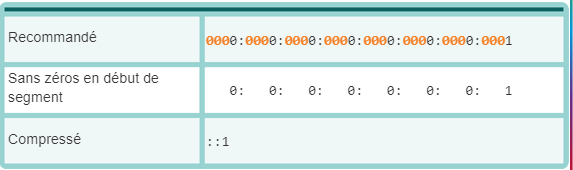 Recommandé
0000:0000:0000:0000:0000:0000:0000:0001
Sans zéros en début de
segment
0: 0: 0: 0: 0: 0: 0: 1
Compressé
::1